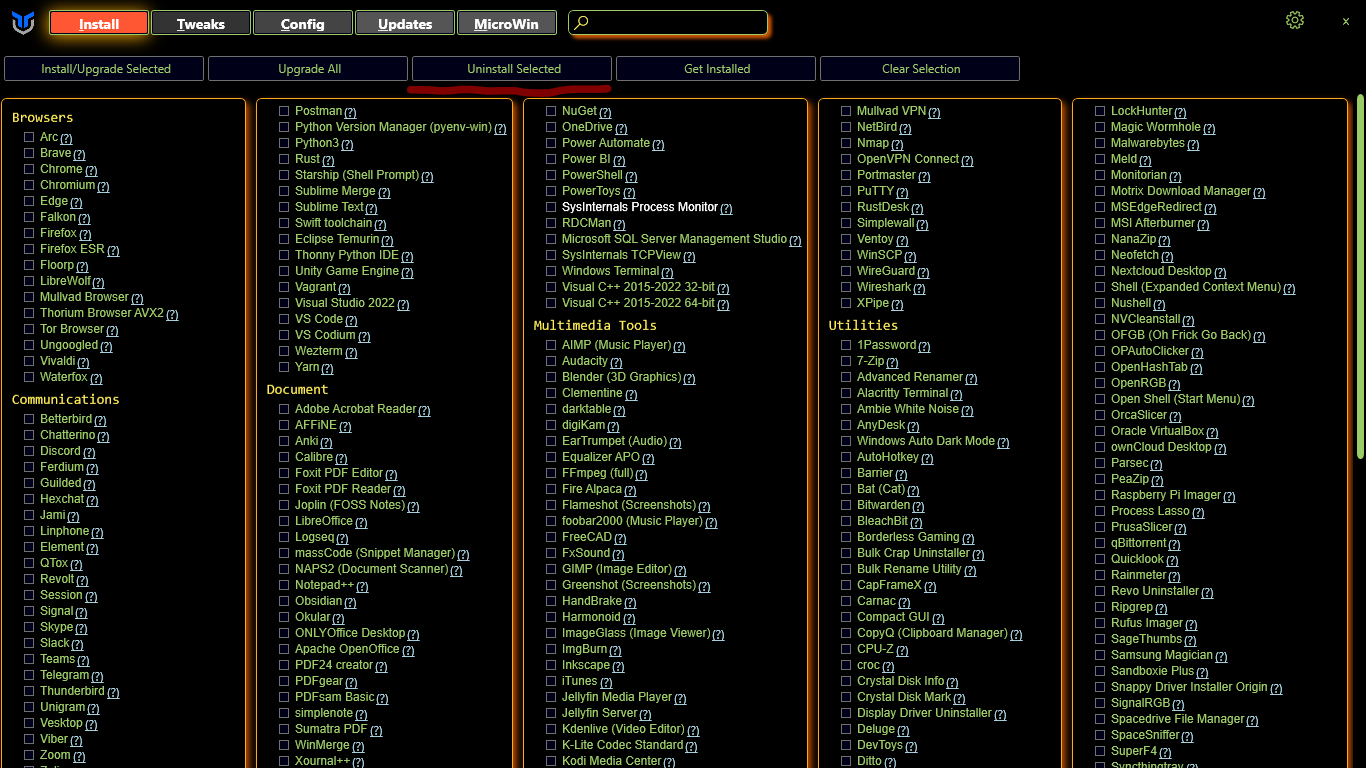 Install
Tweaks
Config
Updates
MicroWin
x
Install/Upgrade Selected
Upgrade All
Uninstall Selected
Get Installed
Clear Selection
Browsers
Arc (?)
Brave (?)
Chrome (?)
Chromium (?)
Edge (?)
Falkon (?)
Firefox (?)
Firefox ESR (?)
Floorp (?)
LibreWolf (?)
Mullvad Browser (?)
Thorium Browser AVX2 (?)
Tor Browser (?)
Ungoogled (?)
Vivaldi (?)
Waterfox (?)
Communications
Betterbird (?)
Chatterino (?)
Discord (?)
Ferdium (?)
Guilded (?)
Hexchat (?)
Jami (?)
Linphone (?)
Element (?)
QTox (?)
Revolt (?)
Session (?)
Signal (?)
Skype (?)
Slack (?)
Teams (?)
Telegram (?)
Thunderbird (?)
Unigram (?)
Vesktop (?)
Viber (?)
Zoom (?)
Postman (?)
Python Version Manager (pyenv-win) (?)
Python3 (?)
Rust (?)
Starship (Shell Prompt) (?)
Sublime Merge (?)
Sublime Text (?)
Swift toolchain (?)
Eclipse Temurin (?)
Thonny Python IDE (?)
Unity Game Engine (?)
Vagrant (?)
Visual Studio 2022 (?)
VS Code (?)
VS Codium (?)
Wezterm (?)
Yarn (?)
Document
Adobe Acrobat Reader (?)
AFFiNE (?)
Anki (?)
Calibre (?)
Foxit PDF Editor (?)
Foxit PDF Reader (?)
Joplin (FOSS Notes) (?)
LibreOffice (?)
Logseq (?)
massCode (Snippet Manager) (?)
NAPS2 (Document Scanner) (?)
Notepad++ (?)
Obsidian (?)
Okular (?)
ONLYOffice Desktop (?)
Apache OpenOffice (?)
PDF24 creator (?)
PDFgear (?)
PDFsam Basic (?)
simplenote (?)
Sumatra PDF (?)
WinMerge (?)
Xournal++ (?)
NuGet (?)
OneDrive (?)
Power Automate (?)
Power BI (?)
PowerShell (?)
PowerToys (?)
SysInternals Process Monitor (?)
RDCMan (?)
Microsoft SQL Server Management Studio (?)
SysInternals TCPView (?)
Windows Terminal (?)
Visual C++ 2015-2022 32-bit (?)
Visual C++ 2015-2022 64-bit (?)
Multimedia Tools
AIMP (Music Player) (?)
Audacity (?)
Blender (3D Graphics) (?)
Clementine (?)
darktable (?)
digiKam (?)
EarTrumpet (Audio) (?)
Equalizer APO (?)
FFmpeg (full) (?)
Fire Alpaca (?)
Flameshot (Screenshots) (?)
foobar2000 (Music Player) (?)
FreeCAD (?)
FxSound (?)
GIMP (Image Editor) (?)
Greenshot (Screenshots) (?)
HandBrake (?)
Harmonoid (?)
ImageGlass (Image Viewer) (?)
ImgBurn (?)
Inkscape (?)
iTunes (?)
Jellyfin Media Player (?)
Jellyfin Server (?)
Kdenlive (Video Editor) (?)
K-Lite Codec Standard (?)
Kodi Media Center (?)
Mullvad VPN (?)
NetBird (?)
Nmap (?)
OpenVPN Connect (?)
Portmaster (?)
PuTTY (?)
RustDesk (?)
Simplewall (?)
Ventoy (?)
WinSCP (?)
WireGuard (?)
Wireshark (?)
XPipe (?)
Utilities
1Password (?)
7-Zip (?)
Advanced Renamer (?)
Alacritty Terminal (?)
Ambie White Noise (?)
AnyDesk (?)
Windows Auto Dark Mode (?)
AutoHotkey (?)
Barrier (?)
Bat (Cat) (?)
Bitwarden (?)
BleachBit (?)
Borderless Gaming (?)
Bulk Crap Uninstaller (?)
Bulk Rename Utility (?)
CapFrameX (?)
Carnac (?)
Compact GUI (?)
CopyQ (Clipboard Manager) (?)
CPU-Z (?)
croc (?)
Crystal Disk Info (?)
Crystal Disk Mark (?)
Display Driver Uninstaller (?)
Deluge (?)
DevToys (?)
Ditto (?)
LockHunter (?)
Magic Wormhole (?)
Malwarebytes (?)
Meld (?)
Monitorian (?)
Motrix Download Manager (?)
MSEdgeRedirect (?)
MSI Afterburner (?)
NanaZip (?)
Neofetch (?)
Nextcloud Desktop (?)
Shell (Expanded Context Menu) (?)
Nushell (?)
NVCleanstall (?)
OFGB (Oh Frick Go Back) (?)
OPAutoClicker (?)
OpenHashTab (?)
OpenRGB (?)
Open Shell (Start Menu) (?)
OrcaSlicer (?)
Oracle VirtualBox (?)
ownCloud Desktop (?)
Parsec (?)
PeaZip (?)
Raspberry Pi Imager (?)
Process Lasso (?)
PrusaSlicer (?)
qBittorrent (?)
Quicklook (?)
Rainmeter (?)
Revo Uninstaller (?)
Ripgrep (?)
Rufus Imager (?)
SageThumbs (?)
Samsung Magician (?)
Sandboxie Plus (?)
Snappy Driver Installer Origin (?)
SignalRGB (?)
Spacedrive File Manager (?)
SpaceSniffer (?)
SuperF4 (?)
Syncthingtray (?)